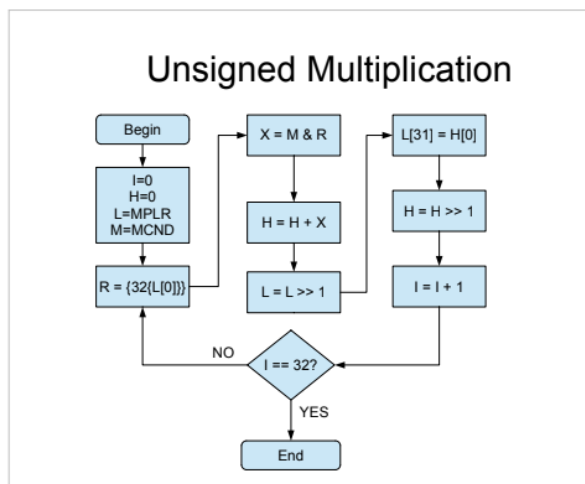 Unsigned Multiplication
Begin
I=0
H=0
L=MPLR
M=MCND
R = {32{L[0]}}
X = M & R
H = H + X
L = L >> 1
L[31] = H[0]
H = H >> 1
I = I + 1
I == 32?
NO
YES
End